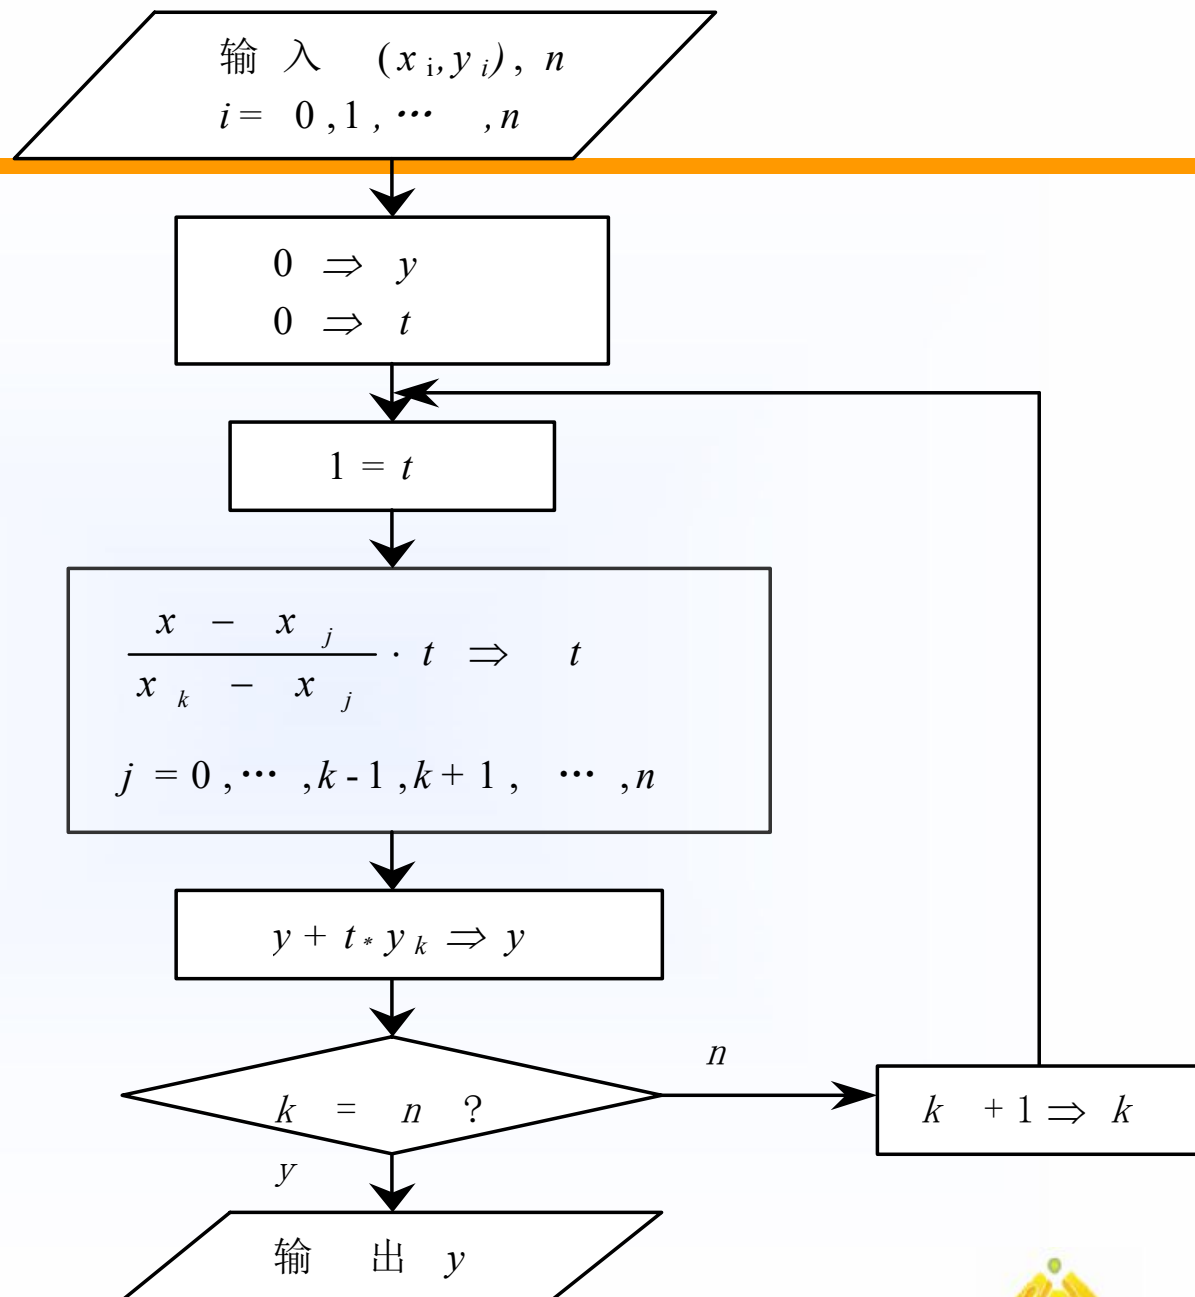 输 入 (x i,y i), n
i= 0,1,… ,n
0 ⇒ y
0 ⇒ t
1 = t
x − x j
x k − x j
· t ⇒ t
j = 0,… ,k-1,k+1, … ,n
y+ t* y k ⇒ y
k = n ?
n
k +1⇒ k
y
输 出 y